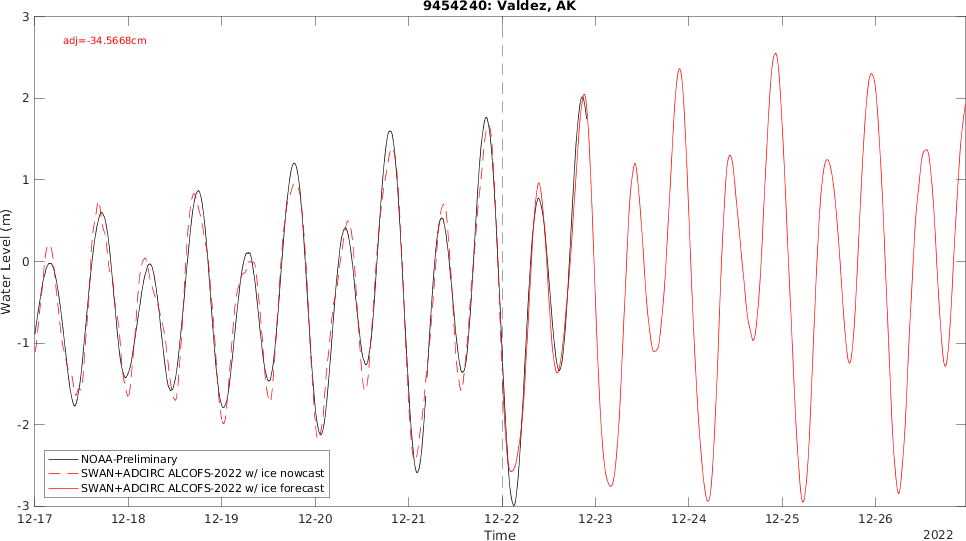 9454240: Valdez, AK
adj=-34.5668cm
Water Level (m)
3
2
1
0
-1
-2
-3
NOAA-Preliminary
SWAN+ADCIRC ALCOFS-2022 w/ ice nowcast
SWAN+ADCIRC ALCOFS-2022 w/ ice forecast
12-17 12-18 12-19 12-20 12-21 12-22 12-23 12-24 12-25 12-26
Time
2022